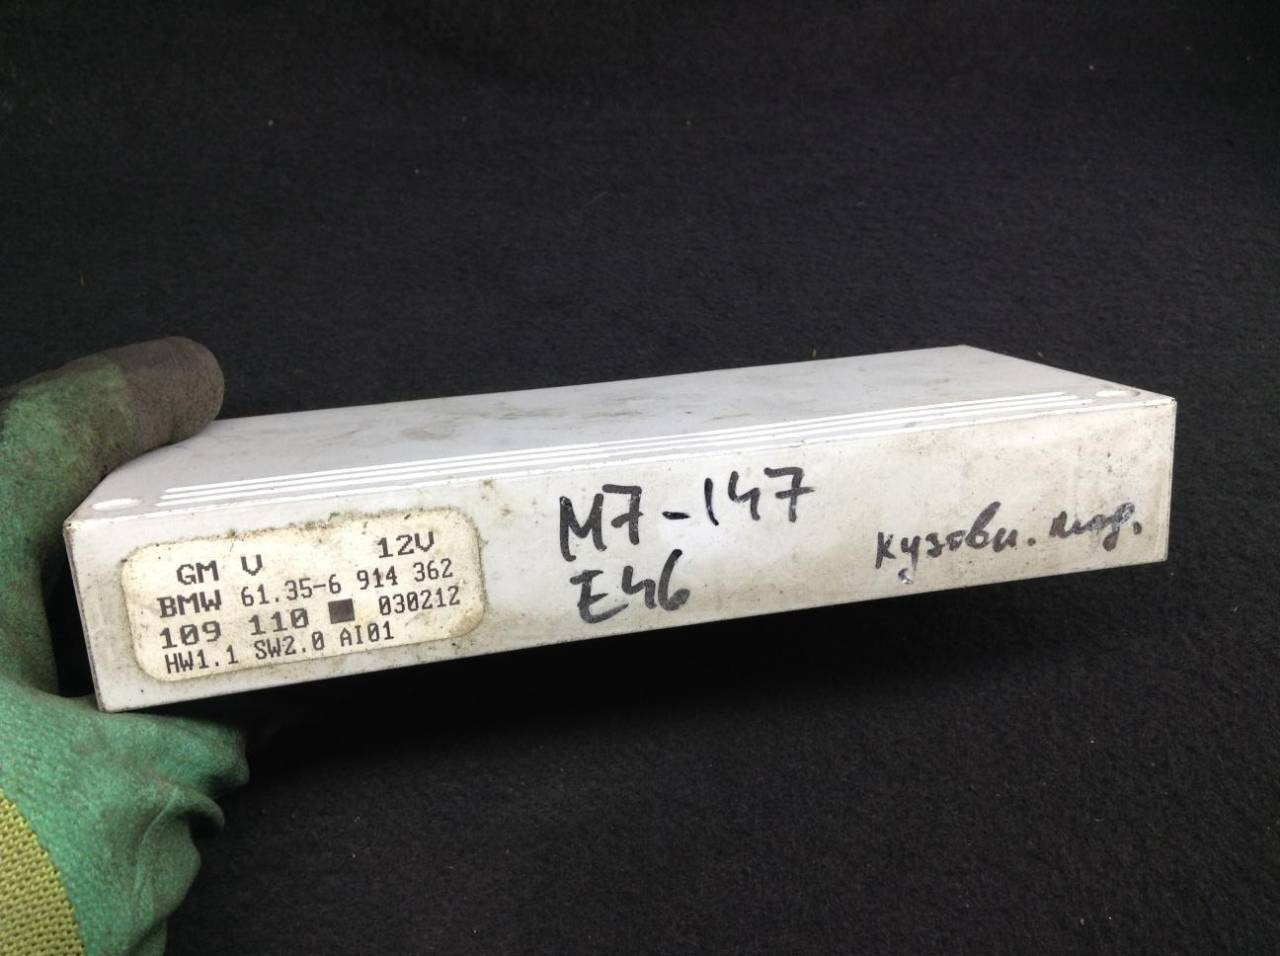 GM V 12V
BMW 61.35-6 914 362
109 110 030212
HW1.1 SW2.0 AI01
M7-147
E46
кузовн. мод.